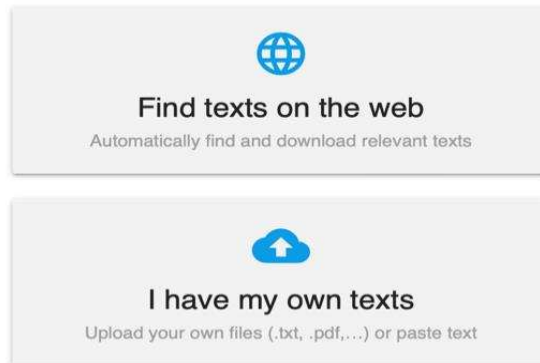 Find texts on the web
Automatically find and download relevant texts
I have my own texts
Upload your own files (.txt, .pdf,...) or paste text